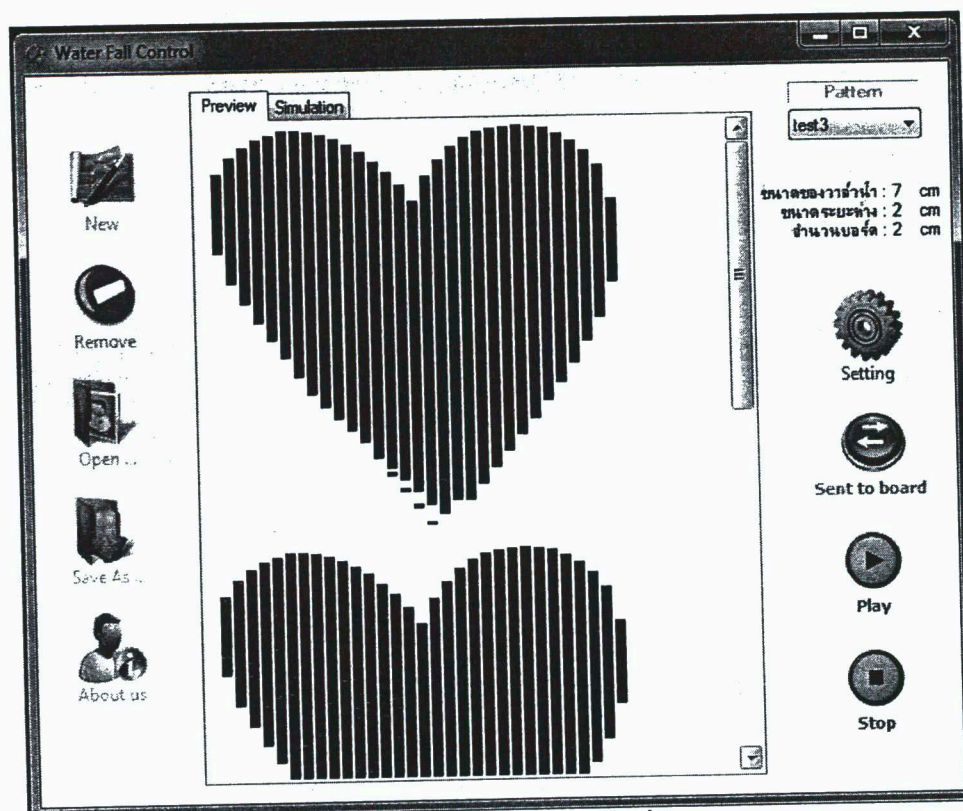 Water Fall Control
Preview Simulation
Pattern
test3
ขนาดของวาล์วน้ำ : 7 cm
ขนาดระยะห่าง : 2 cm
จำนวนบอร์ด : 2 cm
New
Remove
Open ...
Save As ...
About us
Setting
Sent to board
Play
Stop